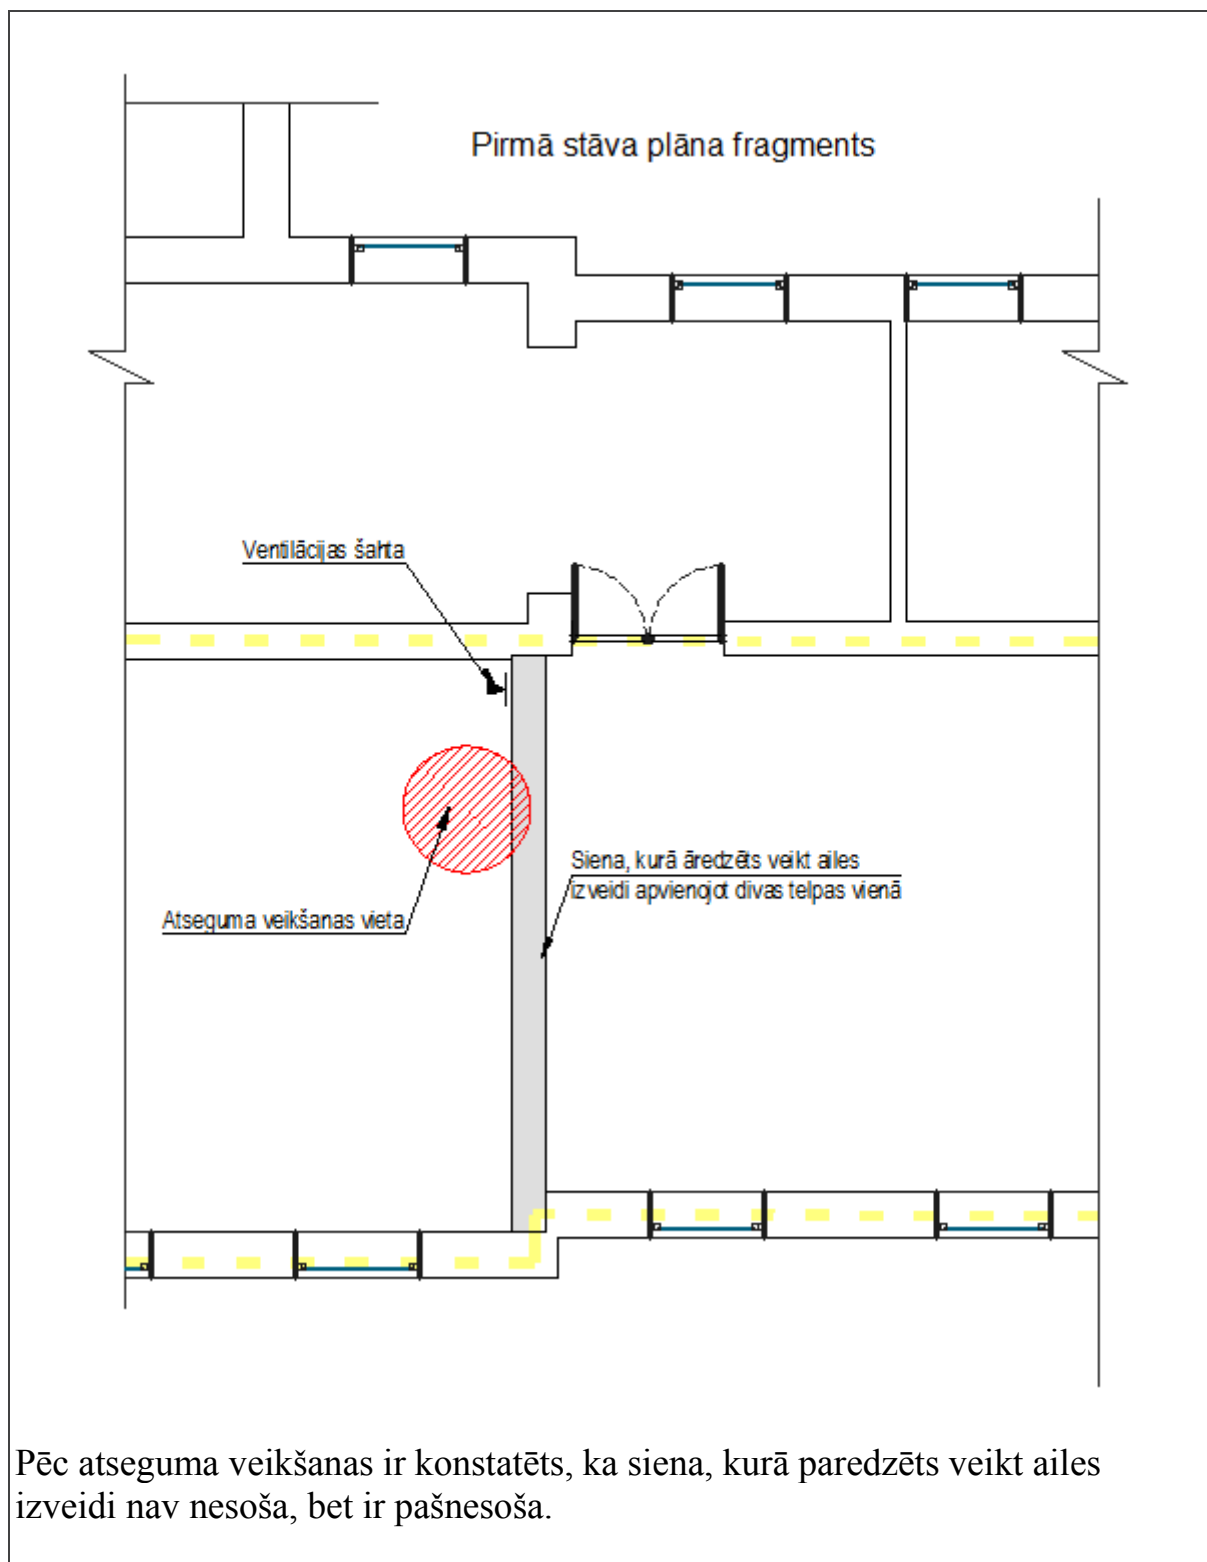 Pirmā stāva plāna fragments
Ventilācijas šahta
Siena, kurā āredzēts veikt ailes
izveidi apvienojot divas telpas vienā
Atseguma veikšanas vieta
Pēc atseguma veikšanas ir konstatēts, ka siena, kurā paredzēts veikt ailes
izveidi nav nesoša, bet ir pašnesoša.